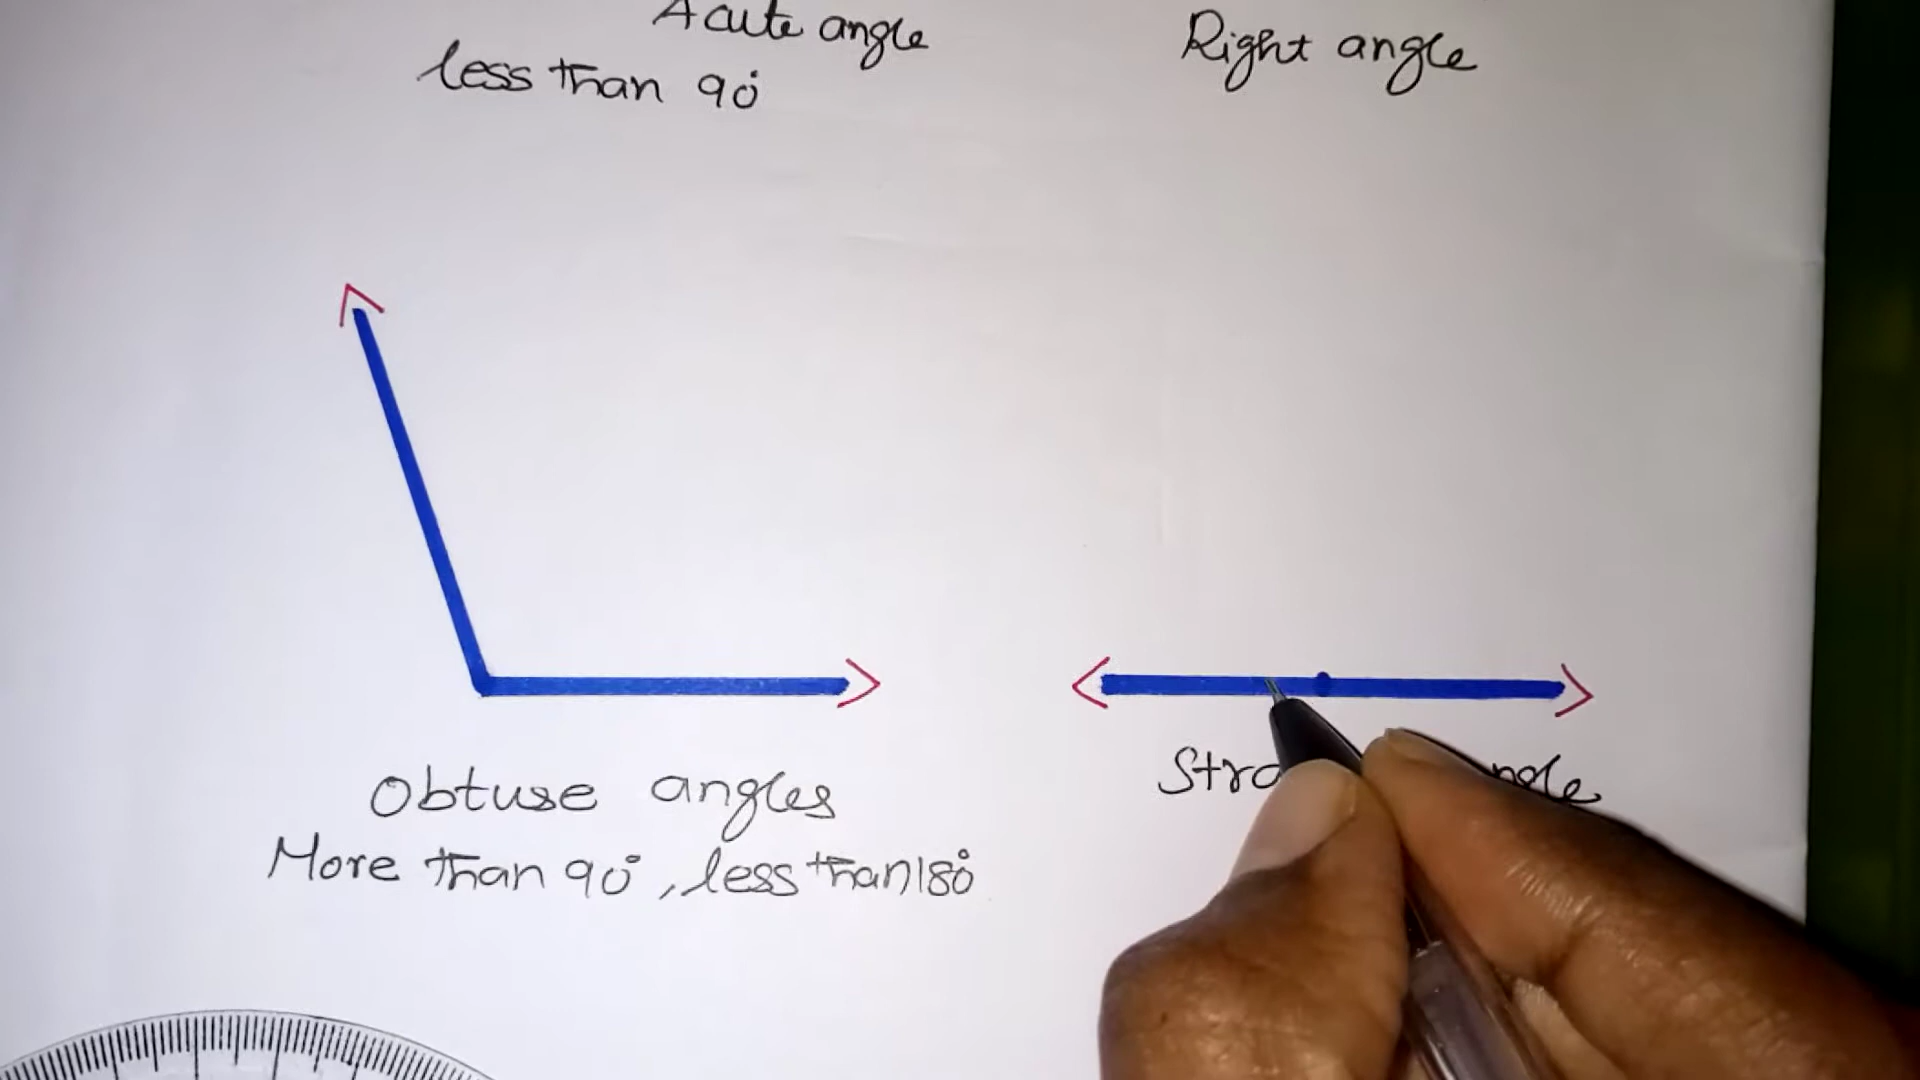 Acute angle
less than 90°
Right angle
Obtuse angles
More than 90°, less than 180°